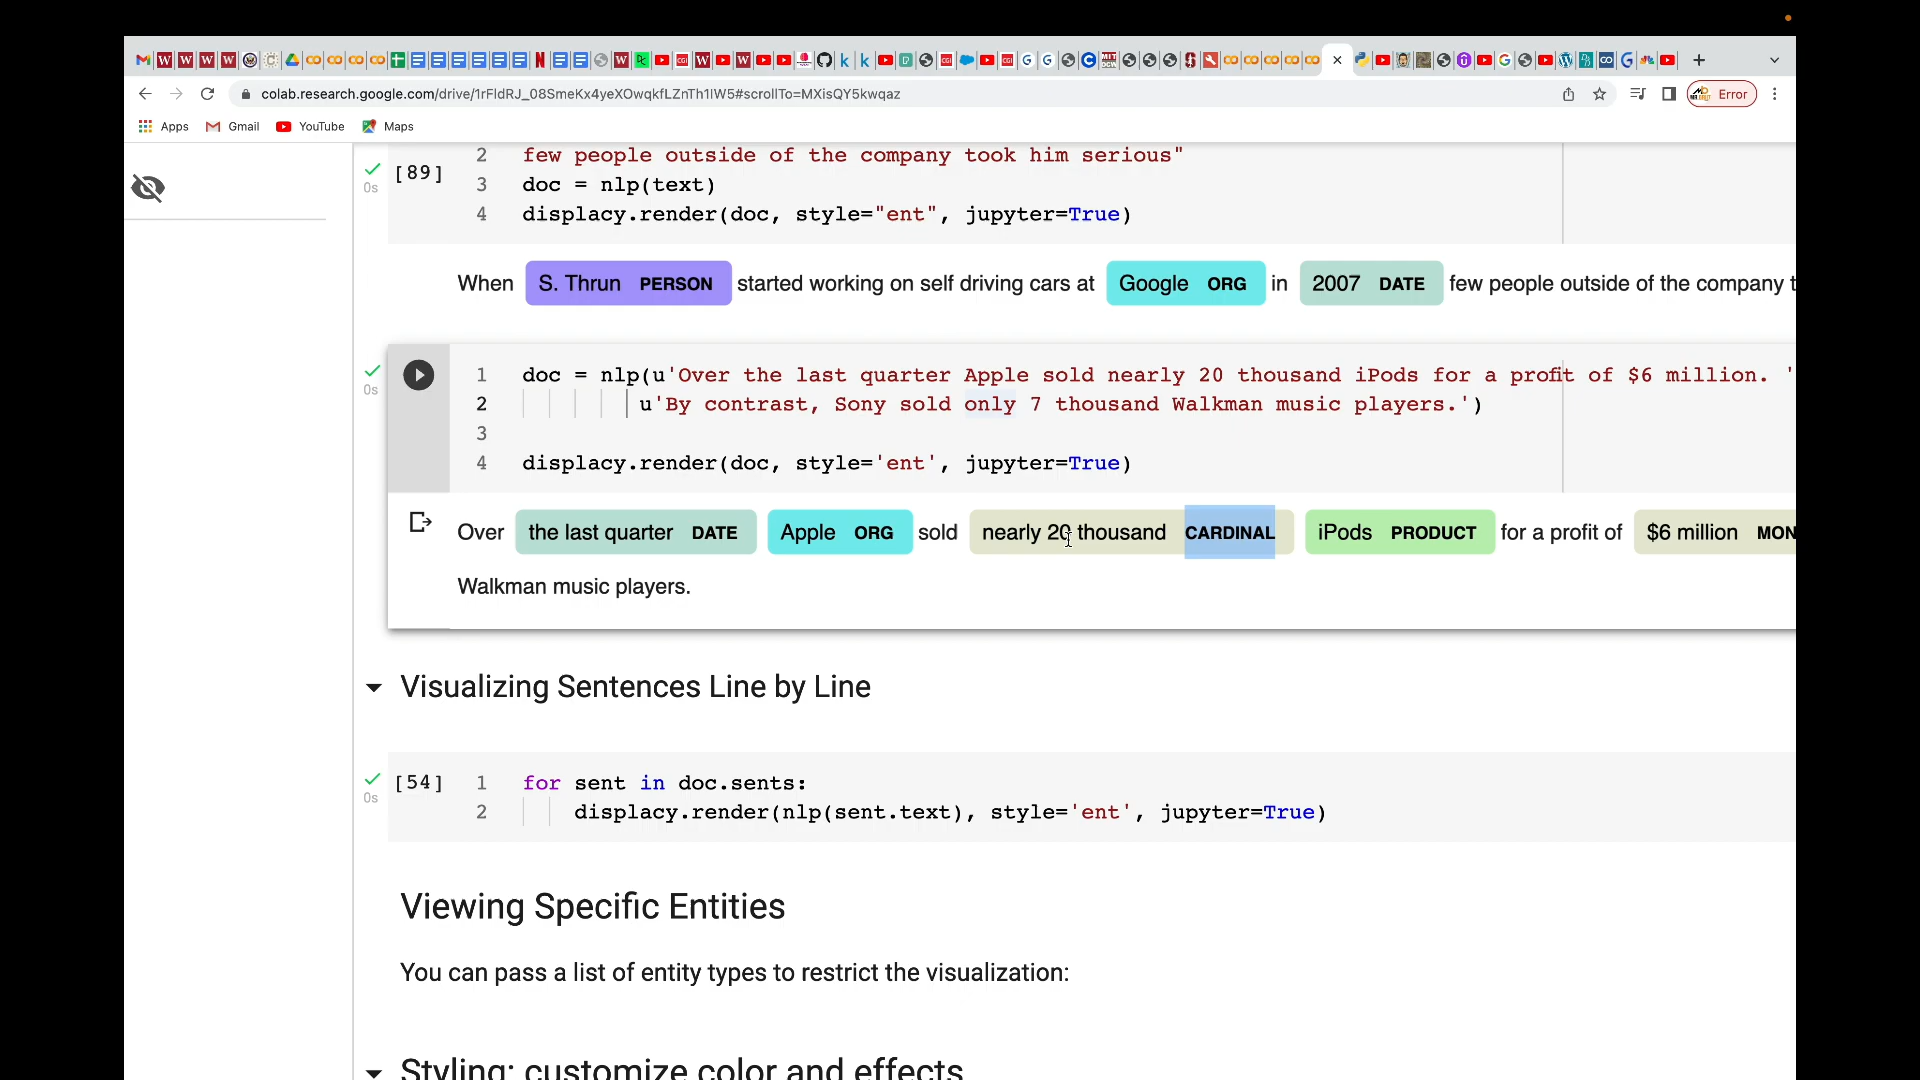 colab.research.google.com/drive/1rFldRJ_08SmeKx4yeXOwqkfLZnTh1IW5#scrollTo=MXisQY5kwqaz
Error
Apps Gmail YouTube Maps
2 few people outside of the company took him serious"
[89]
0s
3 doc = nlp(text)
4 displacy.render(doc, style="ent", jupyter=True)
When S. Thrun PERSON started working on self driving cars at Google ORG in 2007 DATE few people outside of the company t
0s
1 doc = nlp(u'Over the last quarter Apple sold nearly 20 thousand iPods for a profit of $6 million. '
2 u'By contrast, Sony sold only 7 thousand Walkman music players.')
3
4 displacy.render(doc, style='ent', jupyter=True)
Over the last quarter DATE Apple ORG sold nearly 20 thousand CARDINAL iPods PRODUCT for a profit of $6 million MON
Walkman music players.
Visualizing Sentences Line by Line
[54] 1 for sent in doc.sents:
0s
2 displacy.render(nlp(sent.text), style='ent', jupyter=True)
Viewing Specific Entities
You can pass a list of entity types to restrict the visualization:
Styling: customize color and effects